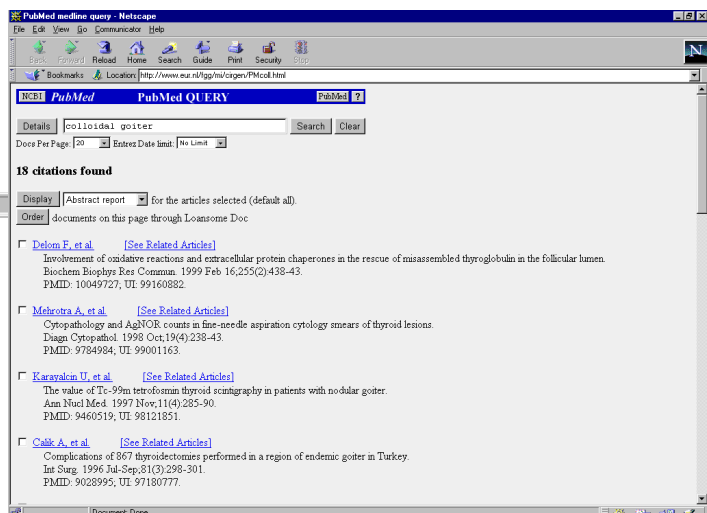 PubMed medline query - Netscape
File Edit View Go Communicator Help
Back Forward Reload Home Search Guide Print Security Stop
N
Bookmarks Location: http://www.eur.nl/fgg/mi/cirgen/PMcoll.html
NCBI PubMed PubMed QUERY PubMed ?
Details colloidal goiter Search Clear
Docs Per Page: 20 Entrez Date limit: No Limit
18 citations found
Display Abstract report for the articles selected (default all).
Order documents on this page through Loansome Doc
Delom F, et al. [See Related Articles]
Involvement of oxidative reactions and extracellular protein chaperones in the rescue of misassembled thyroglobulin in the follicular lumen.
Biochem Biophys Res Commun. 1999 Feb 16;255(2):438-43.
PMID: 10049727; UI: 99160882.
Mehrotra A, et al. [See Related Articles]
Cytopathology and AgNOR counts in fine-needle aspiration cytology smears of thyroid lesions.
Diagn Cytopathol. 1998 Oct;19(4):238-43.
PMID: 9784984; UI: 99001163.
Karayalcin U, et al. [See Related Articles]
The value of Tc-99m tetrofosmin thyroid scintigraphy in patients with nodular goiter.
Ann Nucl Med. 1997 Nov;11(4):285-90.
PMID: 9460519; UI: 98121851.
Calik A, et al. [See Related Articles]
Complications of 867 thyroidectomies performed in a region of endemic goiter in Turkey.
Int Surg. 1996 Jul-Sep;81(3):298-301.
PMID: 9028995; UI: 97180777.
Document: Done